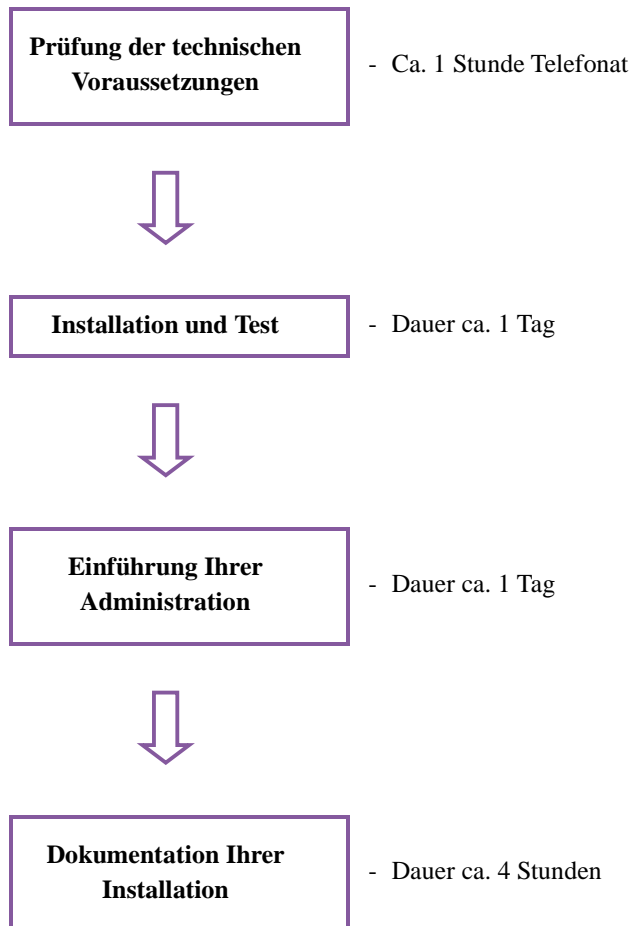 Prüfung der technischen
Voraussetzungen
- Ca. 1 Stunde Telefonat
Installation und Test
- Dauer ca. 1 Tag
Einführung Ihrer
Administration
- Dauer ca. 1 Tag
Dokumentation Ihrer
Installation
- Dauer ca. 4 Stunden